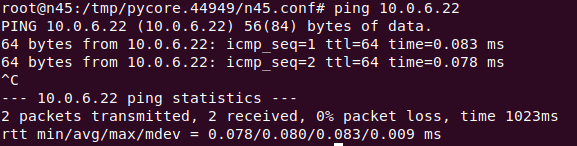 root@n45:/tmp/pycore.44949/n45.conf# ping 10.0.6.22
PING 10.0.6.22 (10.0.6.22) 56(84) bytes of data.
64 bytes from 10.0.6.22: icmp_seq=1 ttl=64 time=0.083 ms
64 bytes from 10.0.6.22: icmp_seq=2 ttl=64 time=0.078 ms
^C
--- 10.0.6.22 ping statistics ---
2 packets transmitted, 2 received, 0% packet loss, time 1023ms
rtt min/avg/max/mdev = 0.078/0.080/0.083/0.009 ms